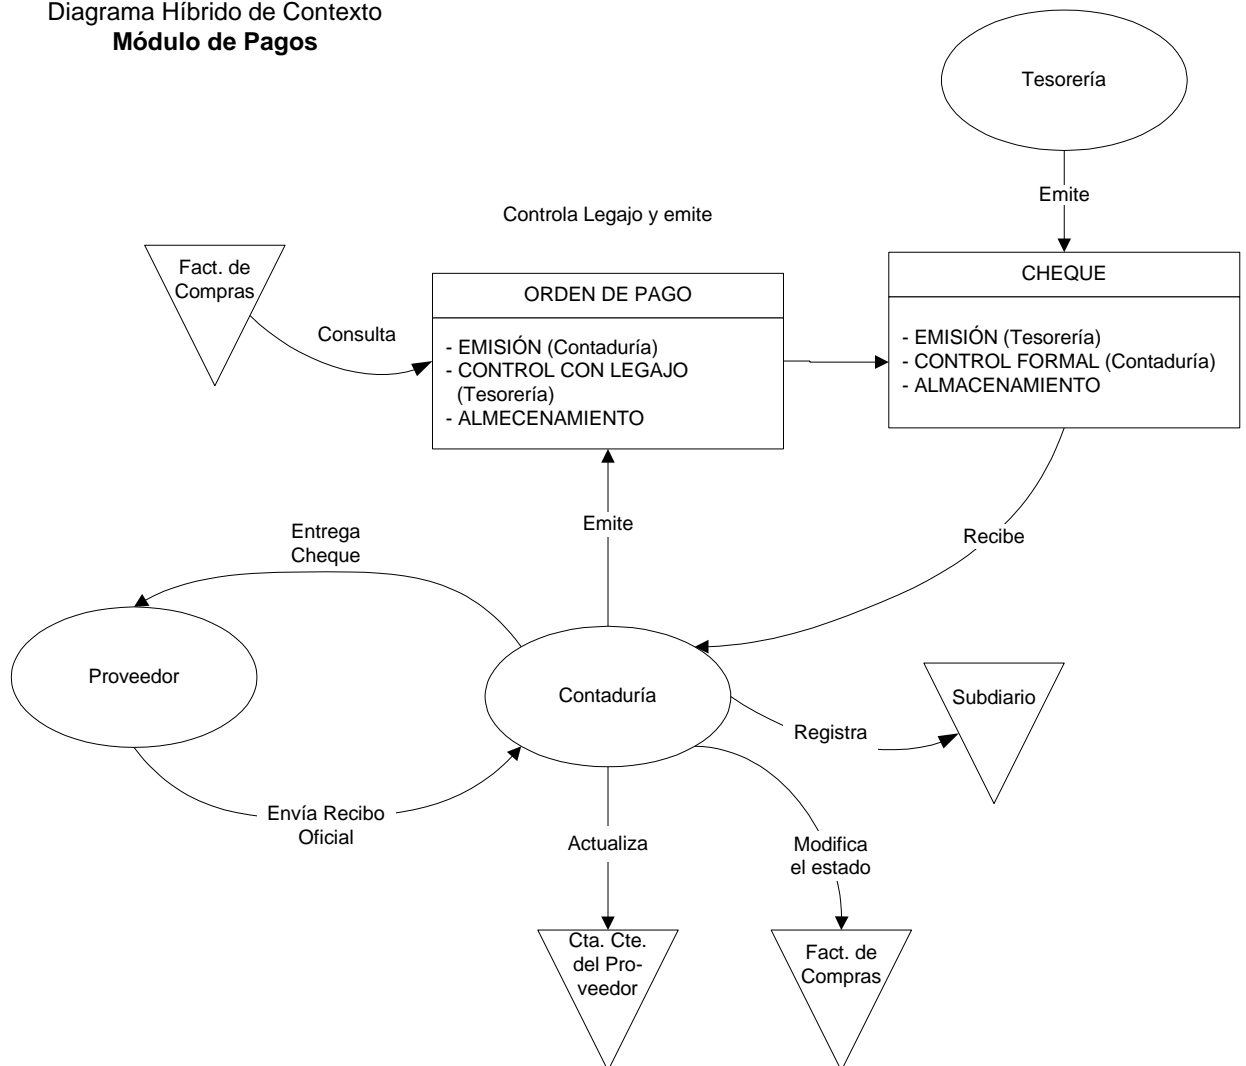 Diagrama Híbrido de Contexto
Módulo de Pagos
Tesorería
Emite
Controla Legajo y emite
Fact. de
Compras
Consulta
ORDEN DE PAGO
- EMISIÓN (Contaduría)
- CONTROL CON LEGAJO
(Tesorería)
- ALMECENAMIENTO
CHEQUE
- EMISIÓN (Tesorería)
- CONTROL FORMAL (Contaduría)
- ALMACENAMIENTO
Entrega
Cheque
Emite
Recibe
Proveedor
Contaduría
Subdiario
Registra
Envía Recibo
Oficial
Actualiza
Modifica
el estado
Cta. Cte.
del Pro-
veedor
Fact. de
Compras